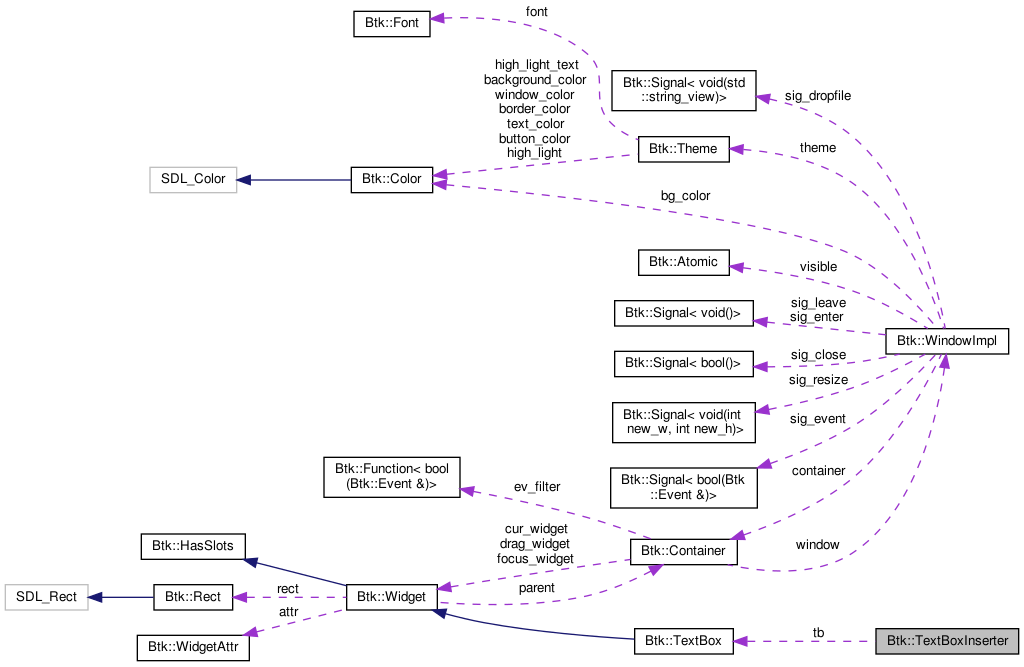 font
Btk::Font
high_light_text
background_color
window_color
border_color
text_color
button_color
high_light
Btk::Signal< void(std
::string_view)>
sig_dropfile
Btk::Theme
theme
SDL_Color
Btk::Color
bg_color
Btk::Atomic
visible
Btk::Signal< void()>
sig_leave
sig_enter
Btk::WindowImpl
Btk::Signal< bool()>
sig_close
sig_resize
Btk::Signal< void(int
new_w, int new_h)>
sig_event
Btk::Function< bool
(Btk::Event &)>
ev_filter
Btk::Signal< bool(Btk
::Event &)>
container
Btk::HasSlots
cur_widget
drag_widget
focus_widget
Btk::Container
window
SDL_Rect
Btk::Rect
rect
Btk::Widget
parent
attr
Btk::WidgetAttr
Btk::TextBox
tb
Btk::TextBoxInserter